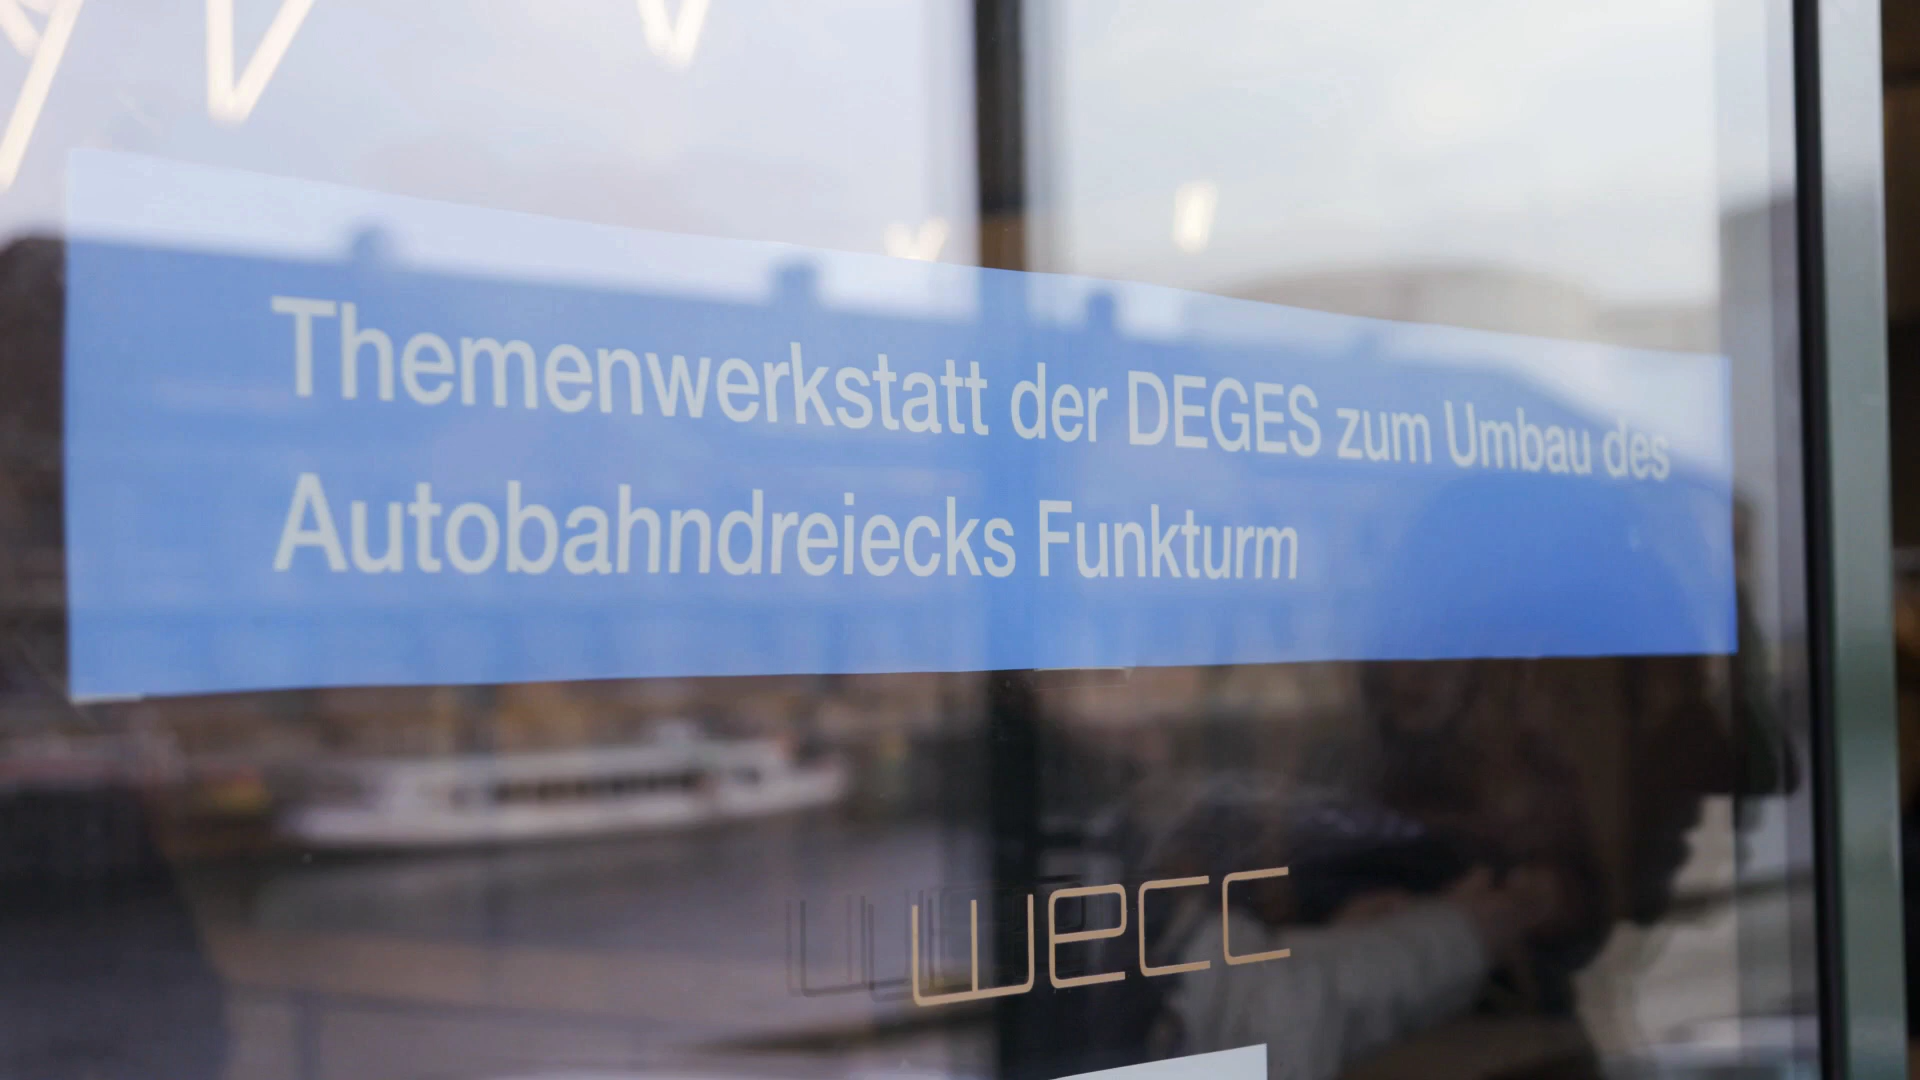 Themenwerkstatt der DEGES zum Umbau des
Autobahndreiecks Funkturm
wecc